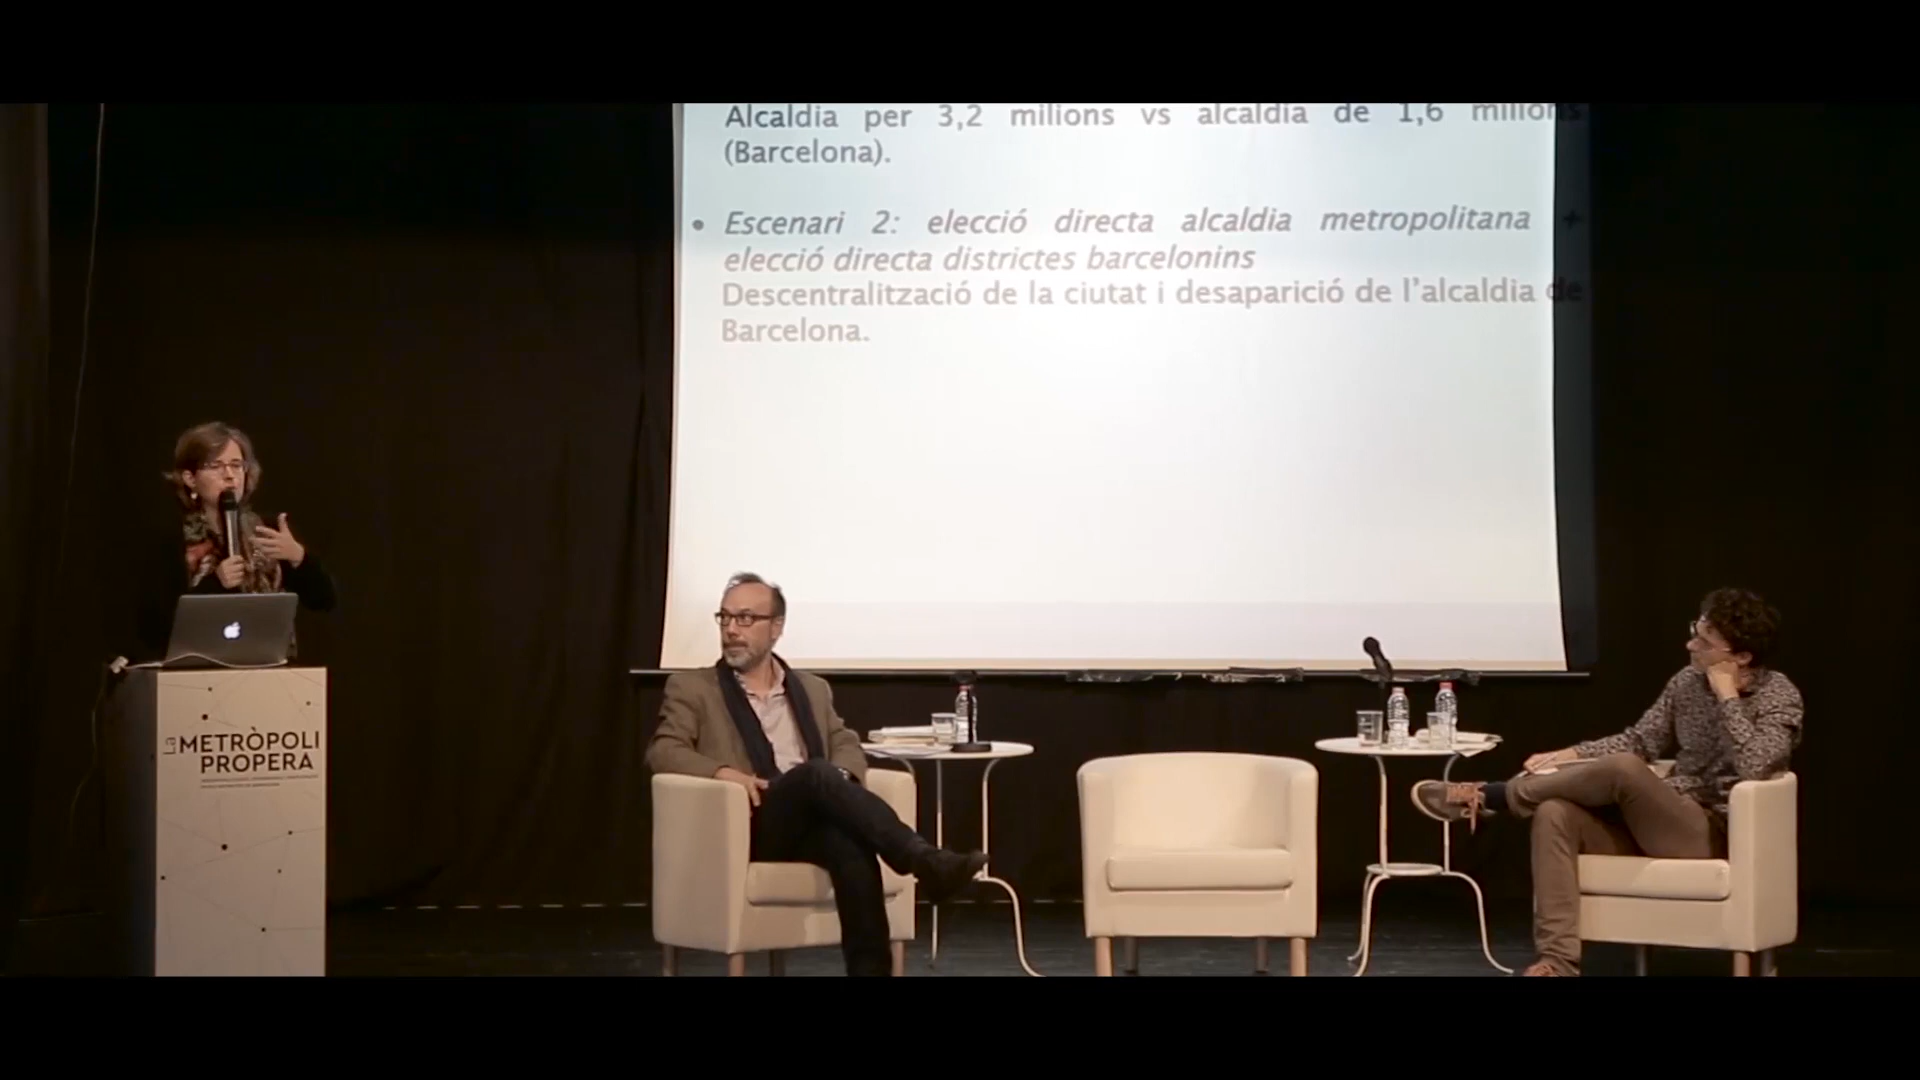 Alcaldia per 3,2 milions vs alcaldia de 1,6 milions
(Barcelona).
• Escenari 2: elecció directa alcaldia metropolitana +
elecció directa districtes barcelonins
Descentralització de la ciutat i desaparició de l'alcaldia de
Barcelona.
La METRÒPOLI
PROPERA